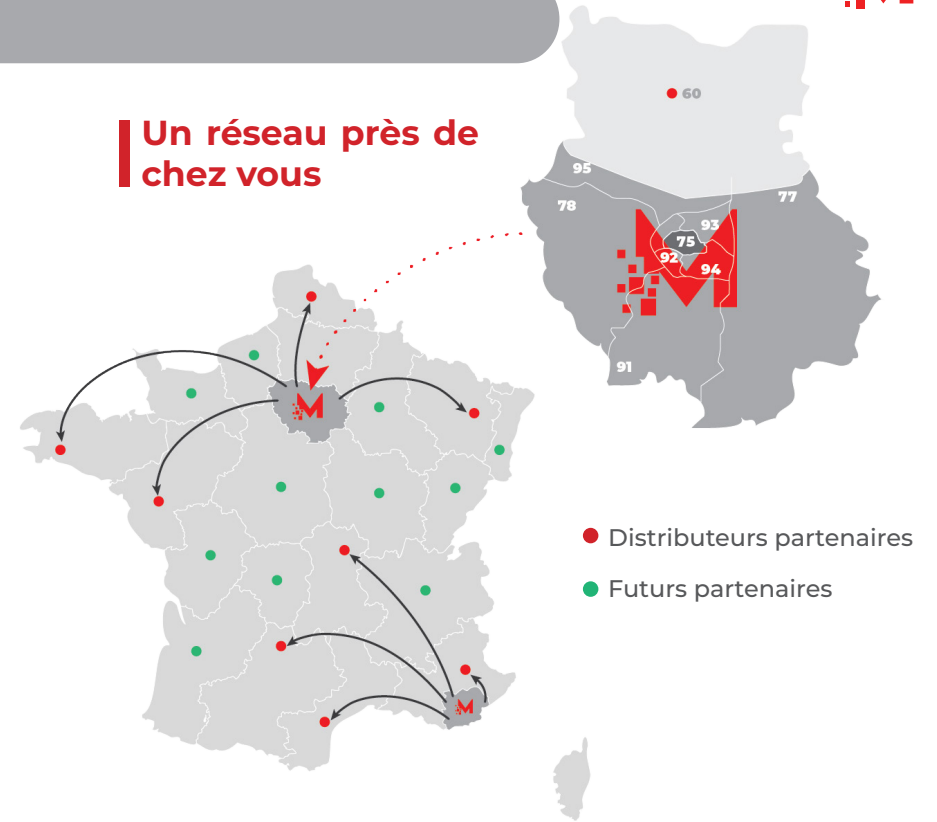 Un réseau près de
chez vous
60
95
78
77
93
75
92
94
91
M
M
M
Distributeurs partenaires
Futurs partenaires